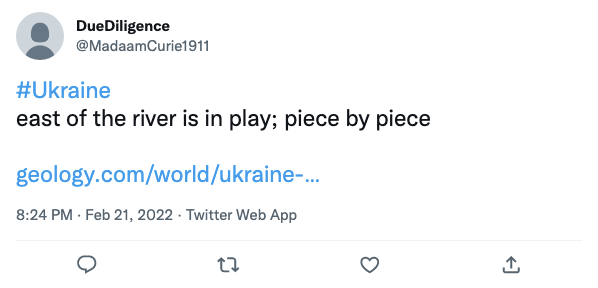 DueDiligence
@MadaamCurie1911
#Ukraine
east of the river is in play; piece by piece
geology.com/world/ukraine-...
8:24 PM · Feb 21, 2022 · Twitter Web App